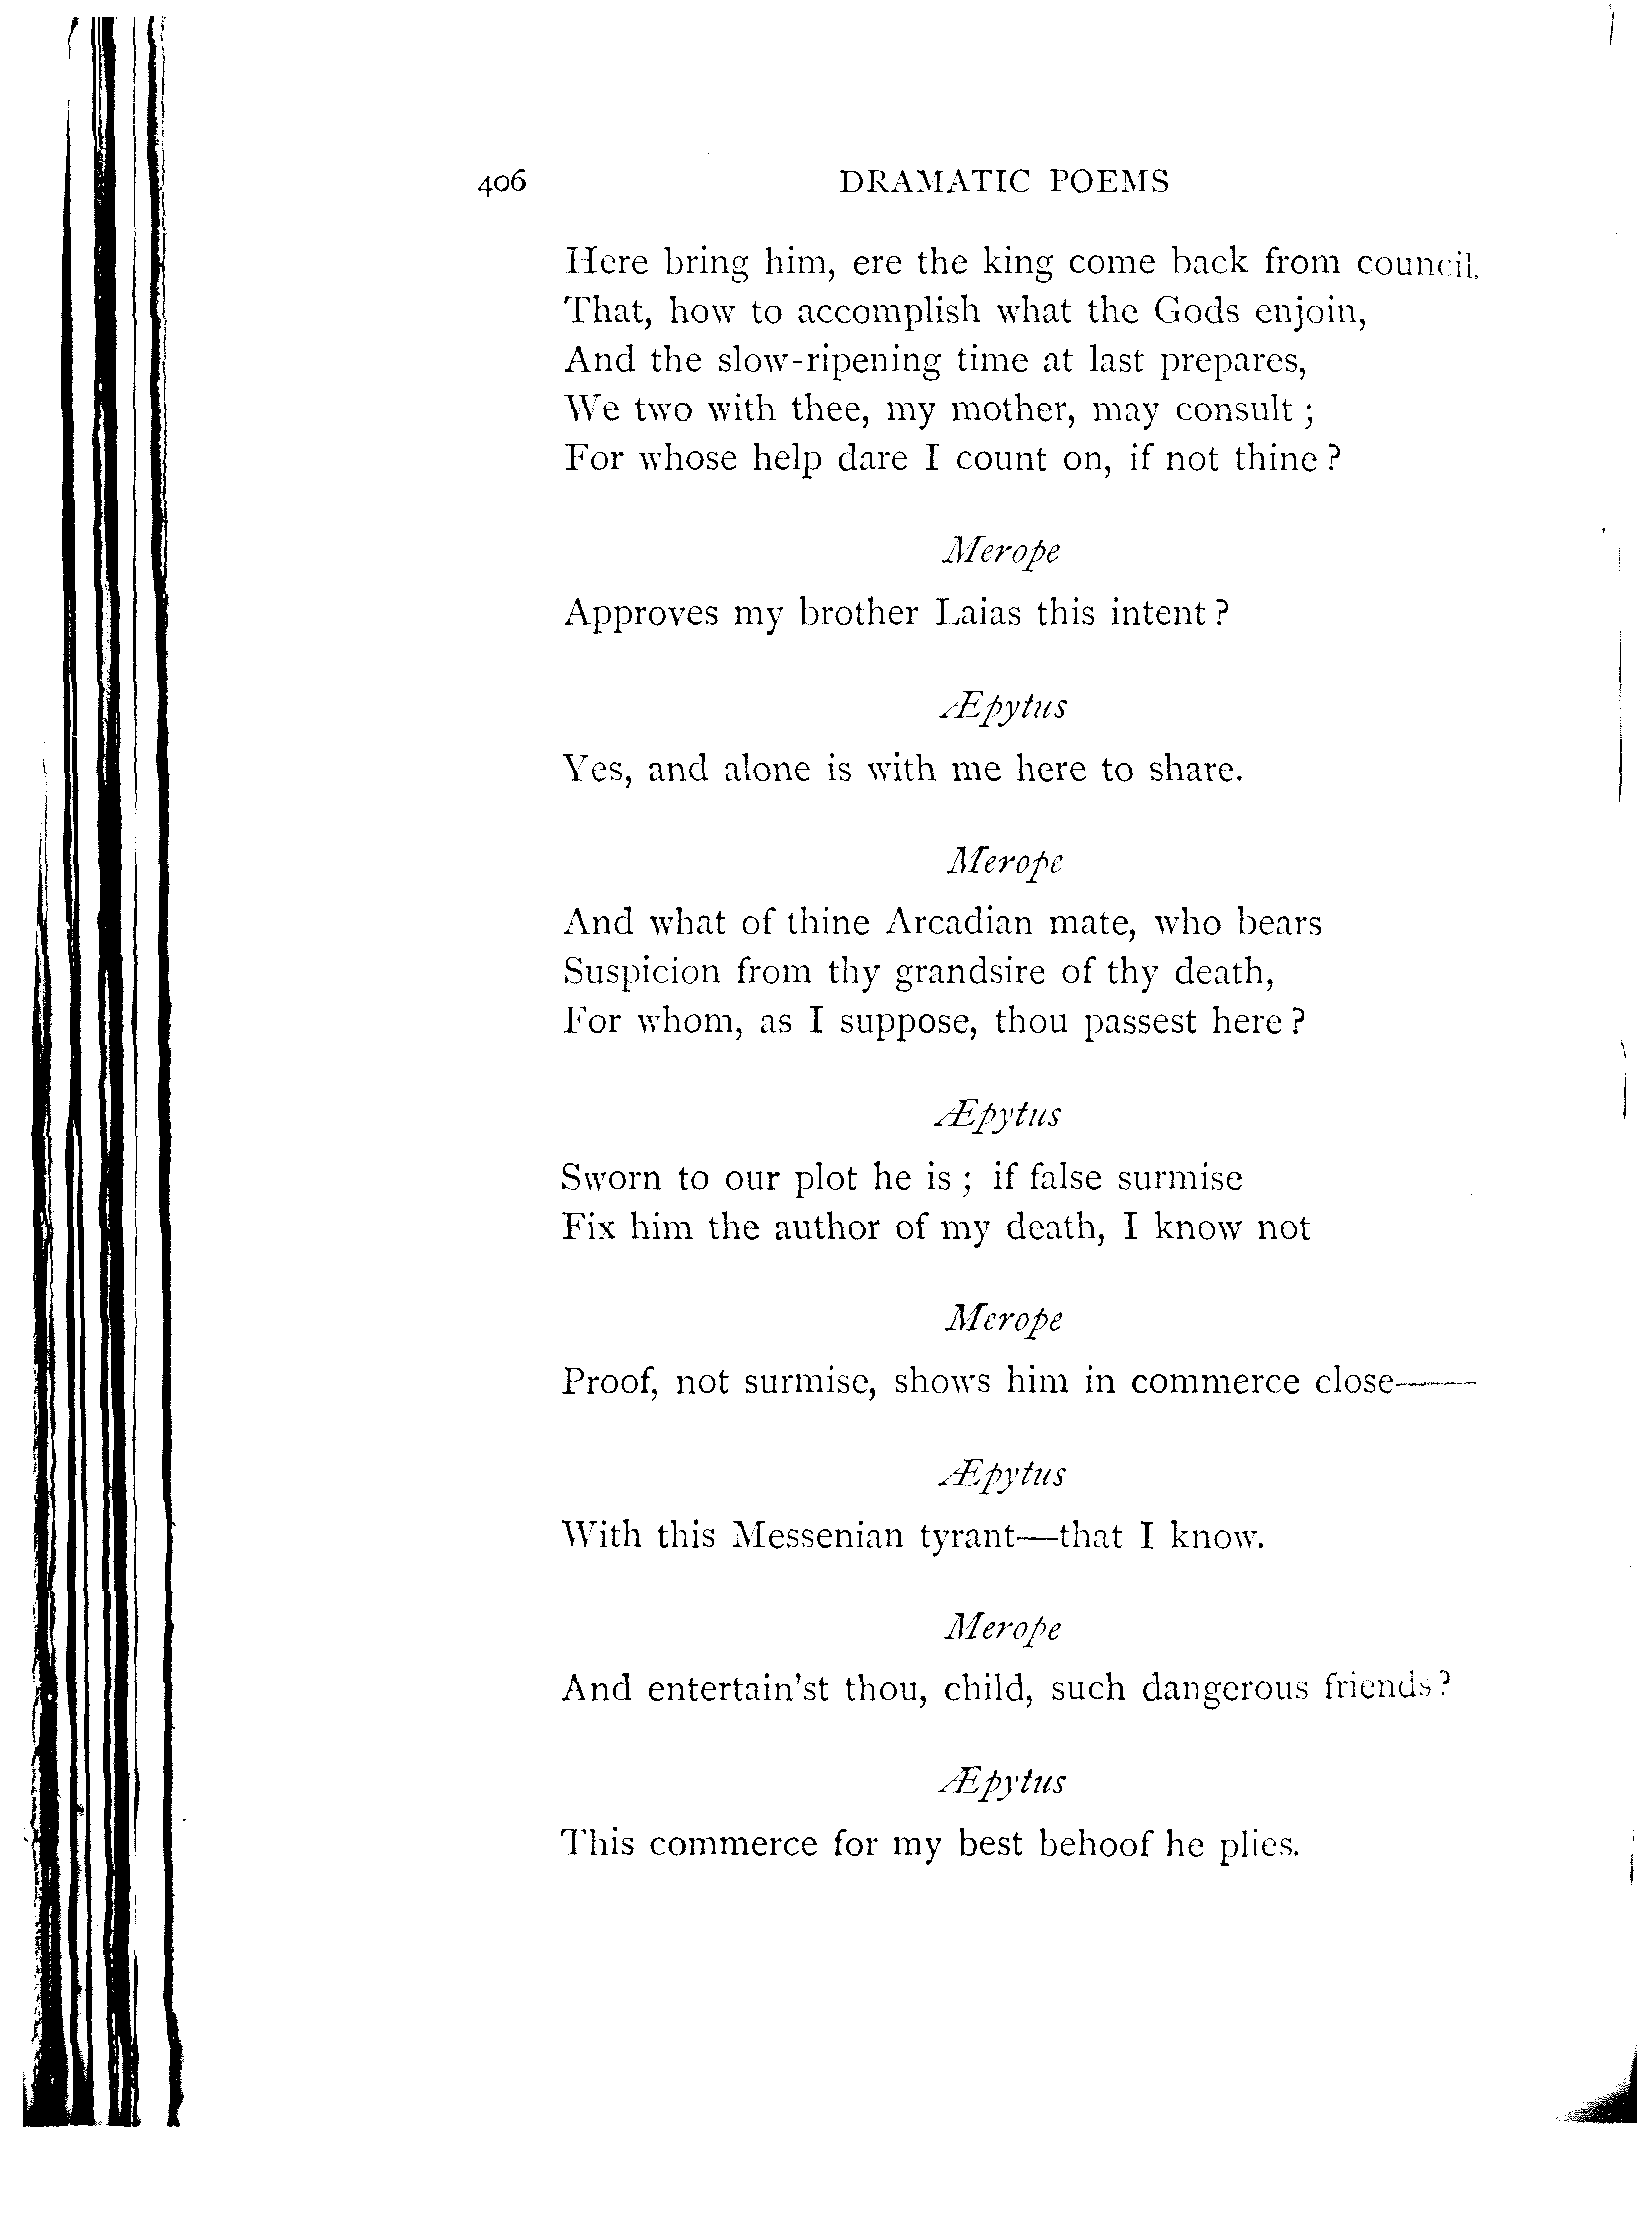 406 DRAMATIC POEMS
Here bring him, ere the king come back from council.
That, how to accomplish what the Gods enjoin,
And the slow-ripening time at last prepares,
We two with thee, my mother, may consult ;
For whose help dare I count on, if not thine ?
Merope
Approves my brother Laias this intent ?
Æpytus
Yes, and alone is with me here to share.
Merope
And what of thine Arcadian mate, who bears
Suspicion from thy grandsire of thy death,
For whom, as I suppose, thou passest here ?
Æpytus
Sworn to our plot he is ; if false surmise
Fix him the author of my death, I know not
Merope
Proof, not surmise, shows him in commerce close——
Æpytus
With this Messenian tyrant—that I know.
Merope
And entertain'st thou, child, such dangerous friends ?
Æpytus
This commerce for my best behoof he plies.